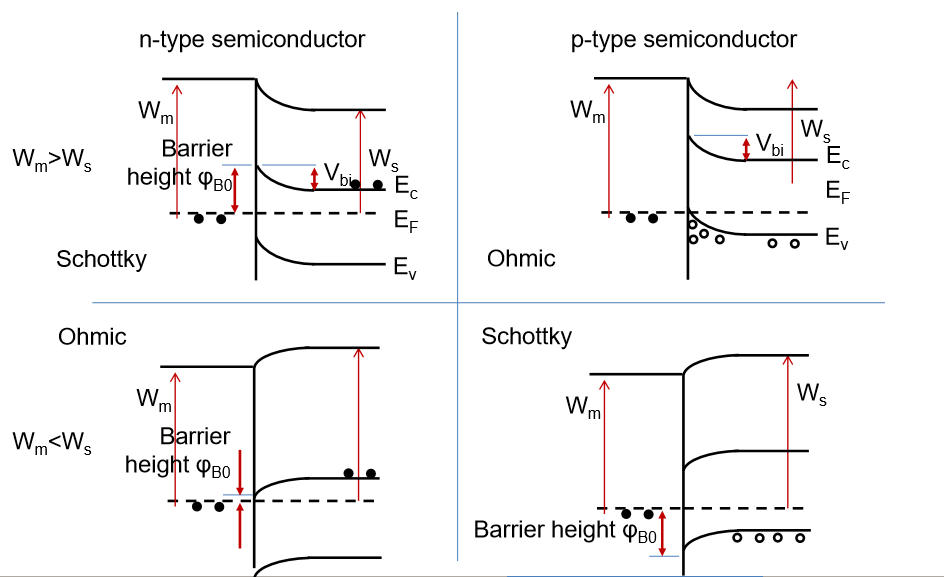 n-type semiconductor
p-type semiconductor
Wm>Ws
Wm
Barrier
height φB0
Vbi
Ws
Ec
EF
Ev
Schottky
Wm
Vbi
Ws
Ec
EF
Ev
Ohmic
Ohmic
Schottky
Wm<Ws
Wm
Barrier
height φB0
Wm
Ws
Barrier height φB0